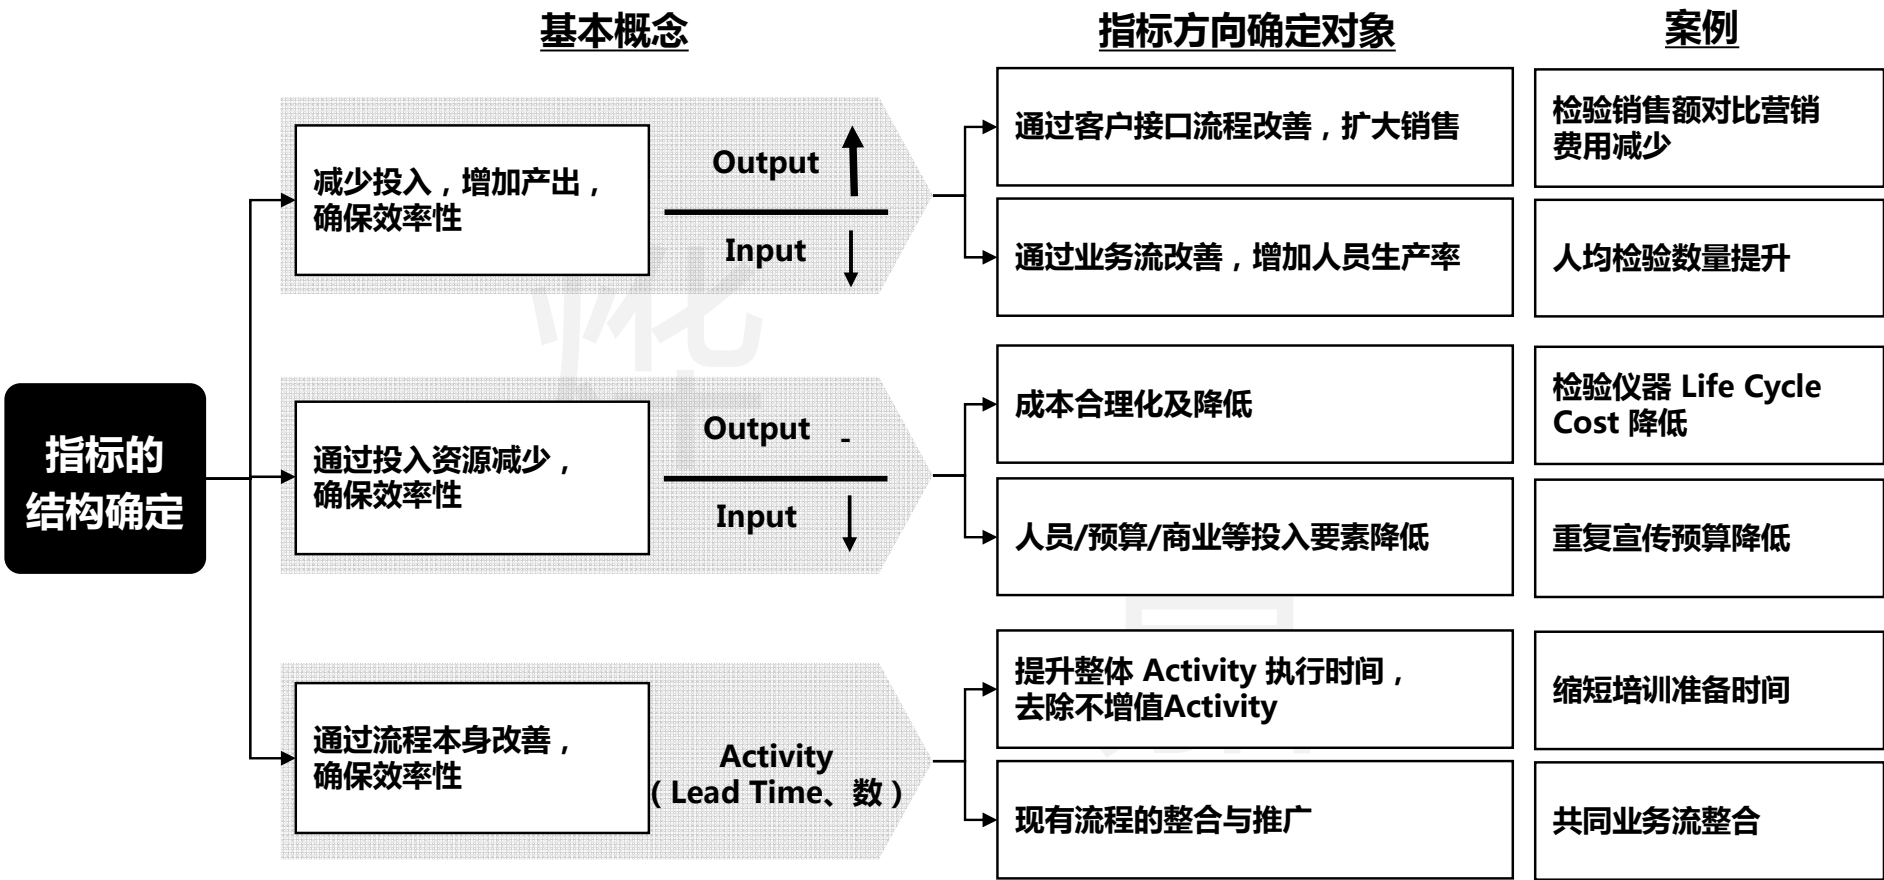 基本概念
指标方向确定对象
案例
指标的
结构确定
减少投入，增加产出，
确保效率性
Output
Input
通过客户接口流程改善，扩大销售
检验销售额对比营销
费用减少
通过业务流改善，增加人员生产率
人均检验数量提升
通过投入资源减少，
确保效率性
Output -
Input
成本合理化及降低
检验仪器 Life Cycle
Cost 降低
人员/预算/商业等投入要素降低
重复宣传预算降低
通过流程本身改善，
确保效率性
Activity
（Lead Time、数）
提升整体 Activity 执行时间，
去除不增值Activity
缩短培训准备时间
现有流程的整合与推广
共同业务流整合